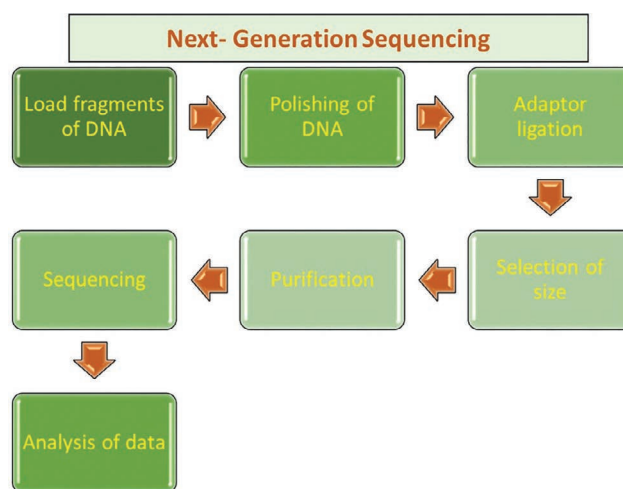 Next- Generation Sequencing
Load fragments
of DNA
Polishing of
DNA
Adaptor
ligation
Selection of
size
Purification
Sequencing
Analysis of data